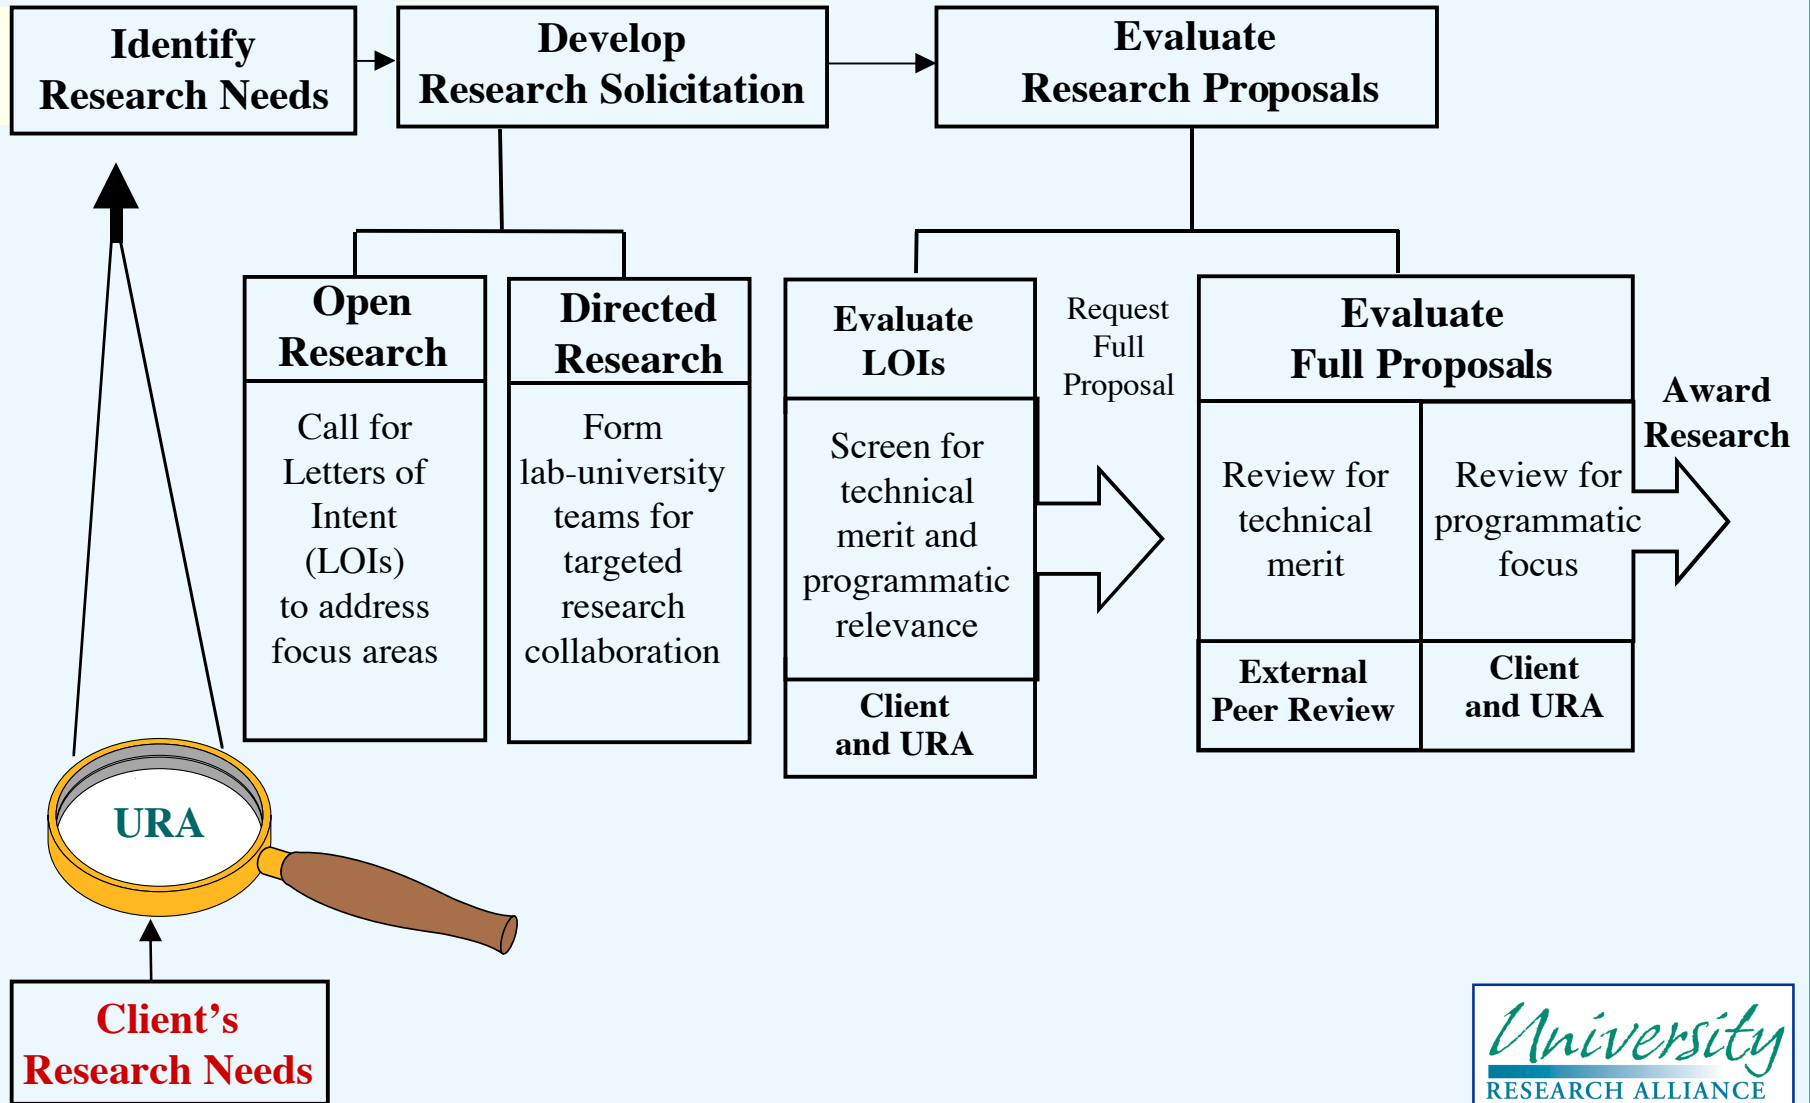 Identify
Research Needs
Develop
Research Solicitation
Evaluate
Research Proposals
Open
Research
Call for
Letters of
Intent
(LOIs)
to address
focus areas
Directed
Research
Form
lab-university
teams for
targeted
research
collaboration
Evaluate
LOIs
Screen for
technical
merit and
programmatic
relevance
Client
and URA
Request
Full
Proposal
Evaluate
Full Proposals
Review for
technical
merit
External
Peer Review
Review for
programmatic
focus
Client
and URA
Award
Research
URA
Client’s
Research Needs
University
RESEARCH ALLIANCE